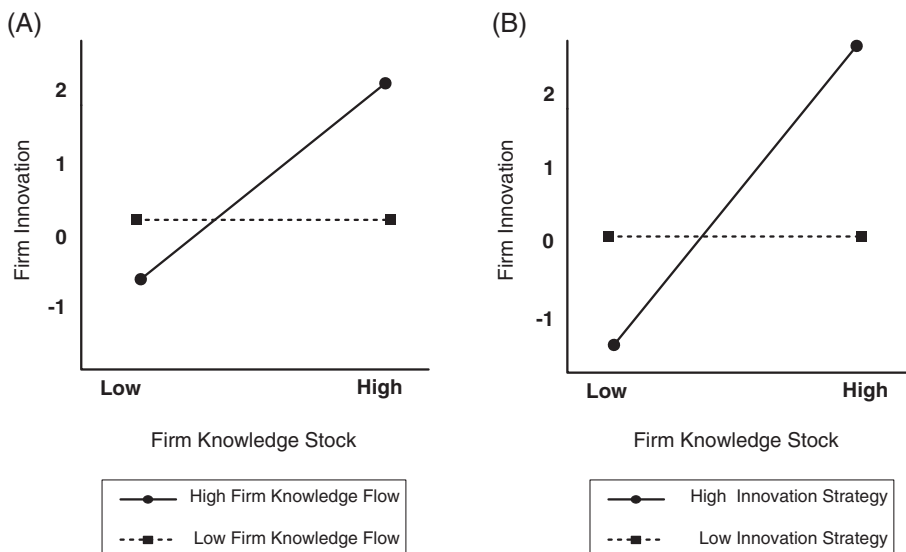 (A)
Firm Innovation
2
1
0
-1
Low High
Firm Knowledge Stock
High Firm Knowledge Flow
Low Firm Knowledge Flow
(B)
Firm Innovation
2
1
0
-1
Low High
Firm Knowledge Stock
High Innovation Strategy
Low Innovation Strategy